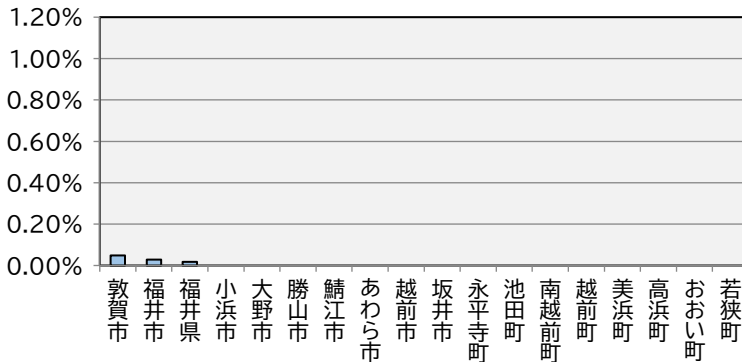 1.20%
1.00%
0.80%
0.60%
0.40%
0.20%
0.00%
敦賀市
福井市
福井県
小浜市
大野市
勝山市
鯖江市
あわら市
越前市
坂井市
永平寺町
池田町
南越前町
越前町
美浜町
高浜町
おおい町
若狭町